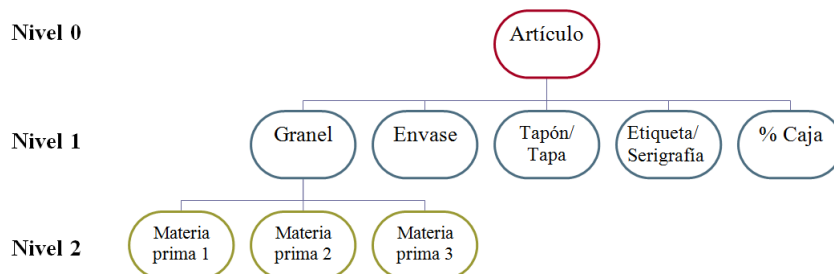 Nivel 0
Artículo
Nivel 1
Granel
Envase
Tapón/
Tapa
Etiqueta/
Serigrafía
% Caja
Nivel 2
Materia
prima 1
Materia
prima 2
Materia
prima 3